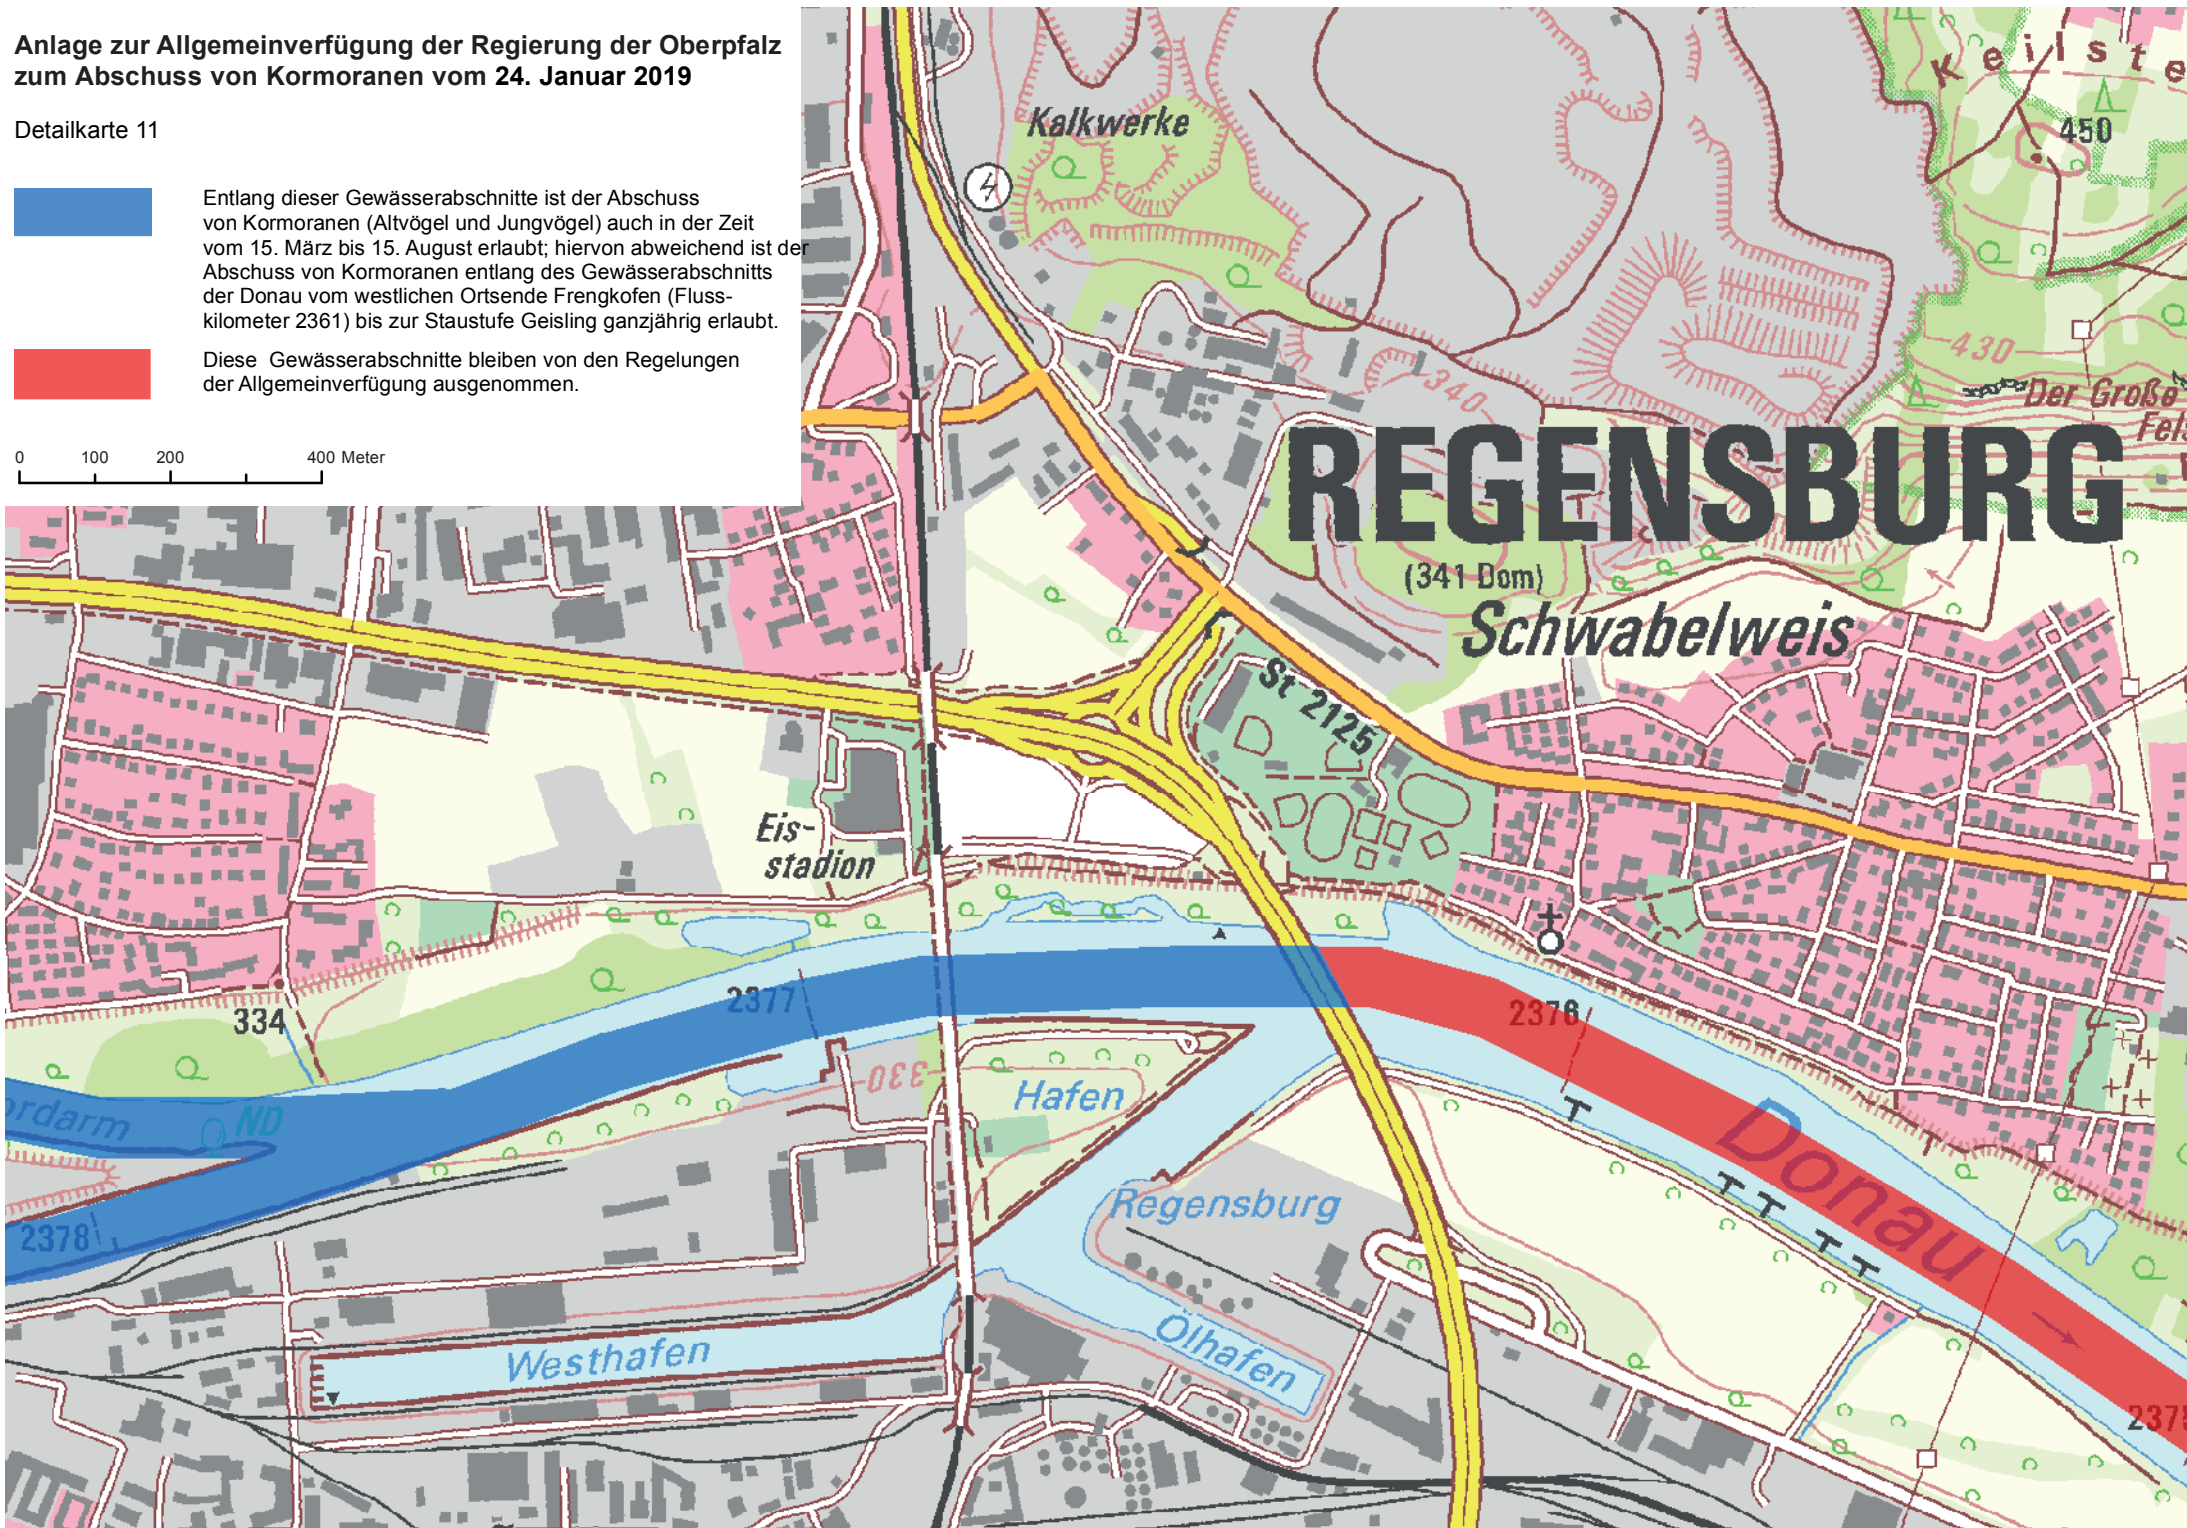 Anlage zur Allgemeinverfügung der Regierung der Oberpfalz
zum Abschuss von Kormoranen vom 24. Januar 2019
Detailkarte 11
Entlang dieser Gewässerabschnitte ist der Abschuss
von Kormoranen (Altvögel und Jungvögel) auch in der Zeit
vom 15. März bis 15. August erlaubt; hiervon abweichend ist der
Abschuss von Kormoranen entlang des Gewässerabschnitts
der Donau vom westlichen Ortsende Frengkofen (Fluss-
kilometer 2361) bis zur Staustufe Geisling ganzjährig erlaubt.
Diese Gewässerabschnitte bleiben von den Regelungen
der Allgemeinverfügung ausgenommen.
0 100 200 400 Meter
Keilste
450
Kalkwerke
430
Der Große
Fels
340
REGENSBURG
(341 Dom)
Schwabelweis
St 2125
Eis-
stadion
2377
2376
334
330
Hafen
ordarm
ND
Donau
2378
Regensburg
Ölhafen
Westhafen
237